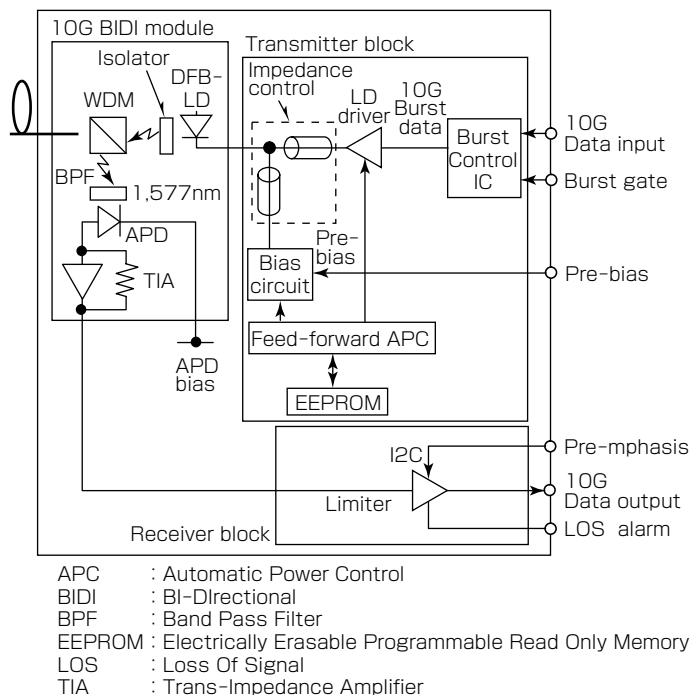 10G BIDI module
Isolator
WDM
DFB-
LD
BPF
1,577nm
APD
TIA
APD
bias
Transmitter block
Impedance
control
LD
driver
10G
Burst
data
Burst
Control
IC
10G
Data input
Burst gate
Pre-
bias
Bias
circuit
Pre-bias
Feed-forward APC
EEPROM
I2C
Limiter
Receiver block
Pre-mphasis
10G
Data output
LOS alarm
APC : Automatic Power Control
BIDI : BI-DIrectional
BPF : Band Pass Filter
EEPROM : Electrically Erasable Programmable Read Only Memory
LOS : Loss Of Signal
TIA : Trans-Impedance Amplifier